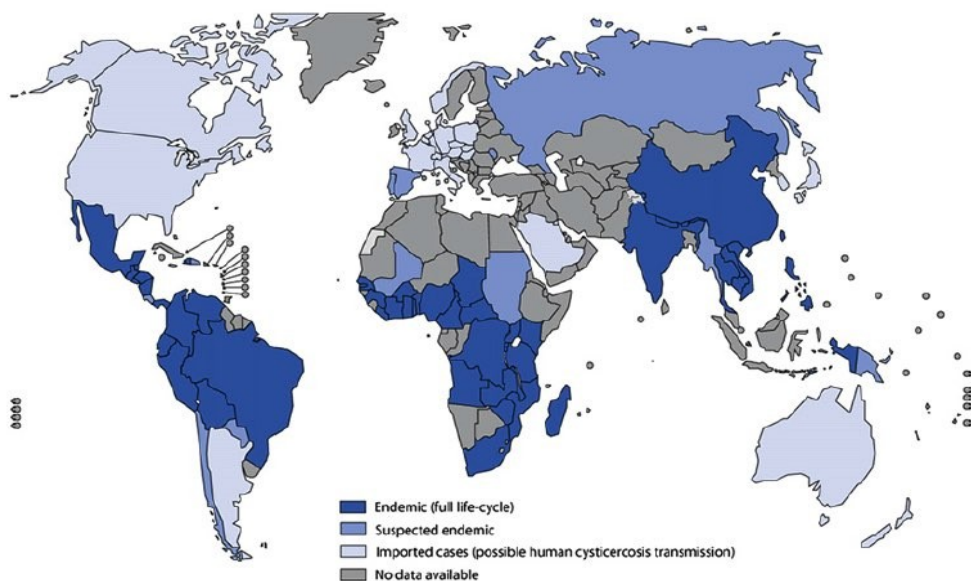 Endemic (full life-cycle)
Suspected endemic
Imported cases (possible human cysticercosis transmission)
No data available